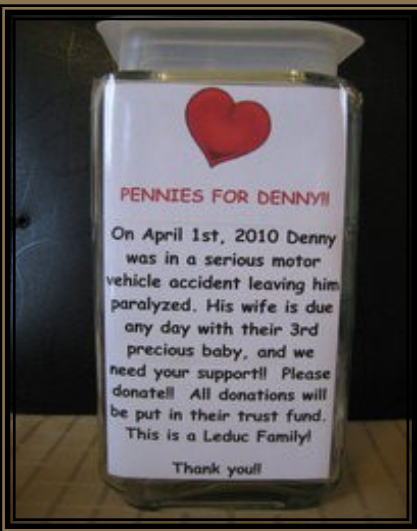 PENNIES FOR DENNY!!
On April 1st, 2010 Denny
was in a serious motor
vehicle accident leaving him
paralyzed. His wife is due
any day with their 3rd
precious baby, and we
need your support!! Please
donate!! All donations will
be put in their trust fund.
This is a Leduc Family!
Thank you!!